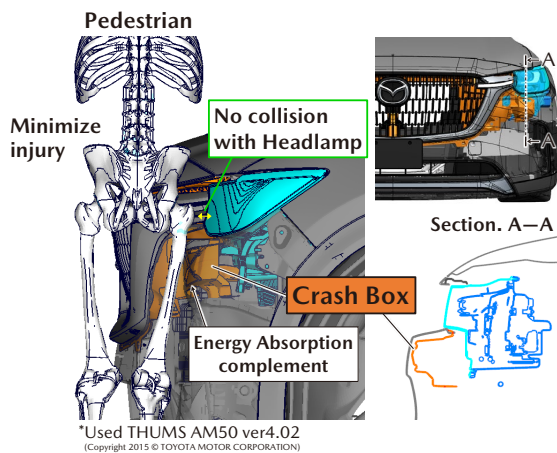 Pedestrian
Minimize
injury
No collision
with Headlamp
A
A
Section. A—A
Crash Box
Energy Absorption
complement
*Used THUMS AM50 ver4.02
(Copyright 2015 © TOYOTA MOTOR CORPORATION)